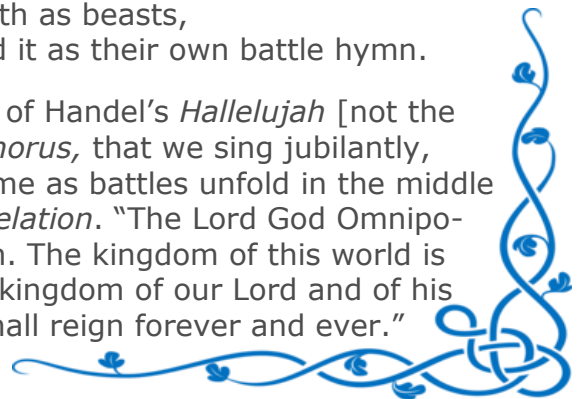 th as beasts,
d it as their own battle hymn.
of Handel's Hallelujah [not the
horus, that we sing jubilantly,
me as battles unfold in the middle
elation. “The Lord God Omnipo-
n. The kingdom of this world is
kingdom of our Lord and of his
hall reign forever and ever.”